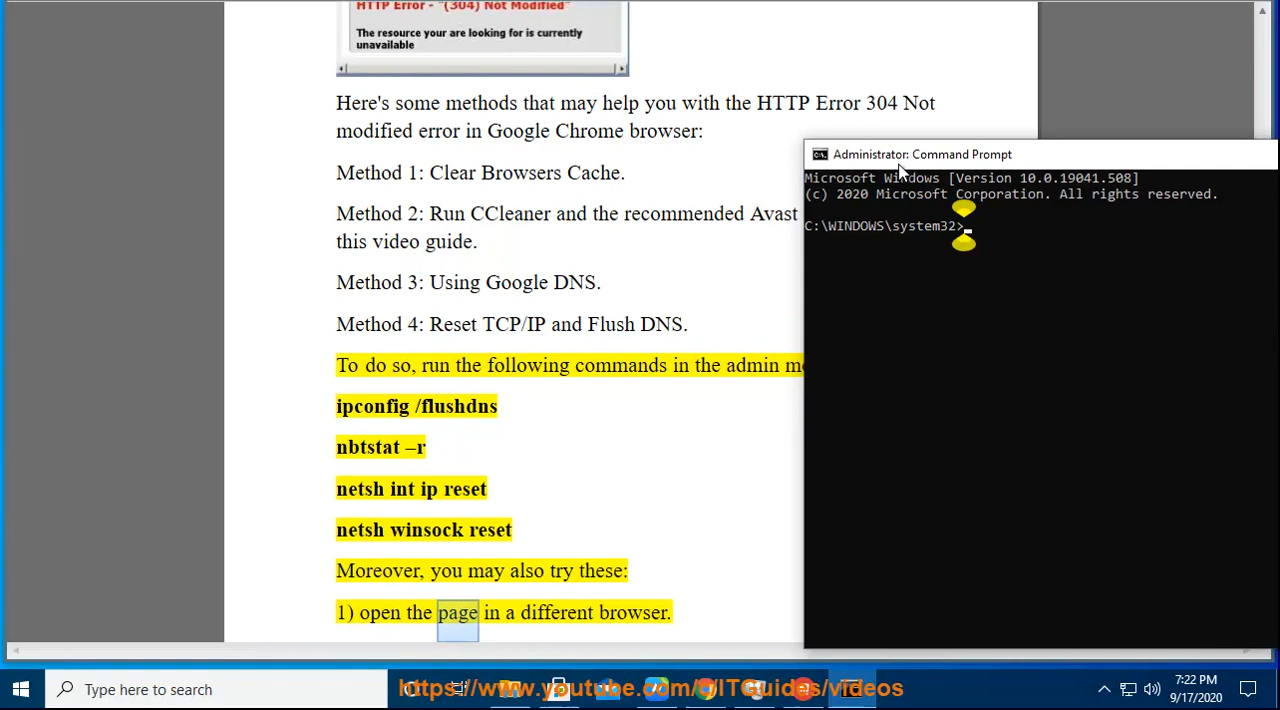 HTTP Error - "(304) Not Modified"
The resource your are looking for is currently
unavailable
Here's some methods that may help you with the HTTP Error 304 Not
modified error in Google Chrome browser:
Method 1: Clear Browsers Cache.
Method 2: Run CCleaner and the recommended Avast
this video guide.
Method 3: Using Google DNS.
Method 4: Reset TCP/IP and Flush DNS.
To do so, run the following commands in the admin
ipconfig /flushdns
nbtstat –r
netsh int ip reset
netsh winsock reset
Moreover, you may also try these:
1) open the page in a different browser.
Administrator: Command Prompt
Microsoft Windows [Version 10.0.19041.508]
(c) 2020 Microsoft Corporation. All rights reserved.
C:\WINDOWS\system32>
Type here to search
7:22 PM
9/17/2020